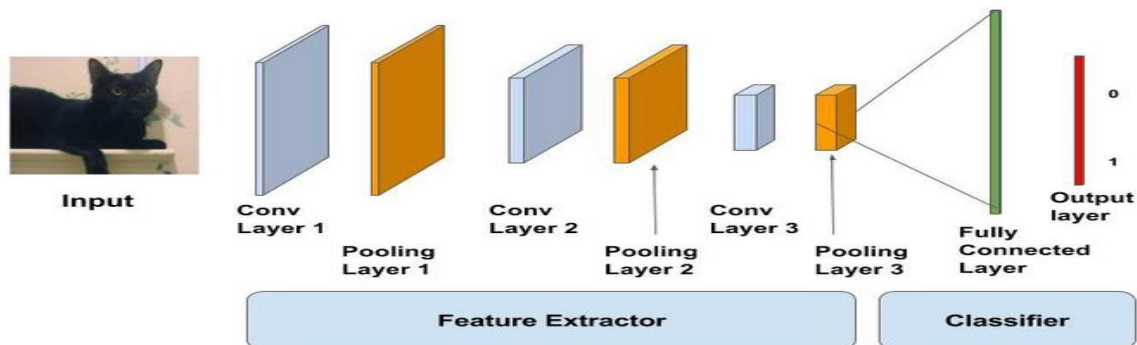 Input
Conv
Layer 1
Pooling
Layer 1
Conv
Layer 2
Pooling
Layer 2
Conv
Layer 3
Pooling
Layer 3
Fully
Connected
Layer
0
1
Output
layer
Feature Extractor
Classifier